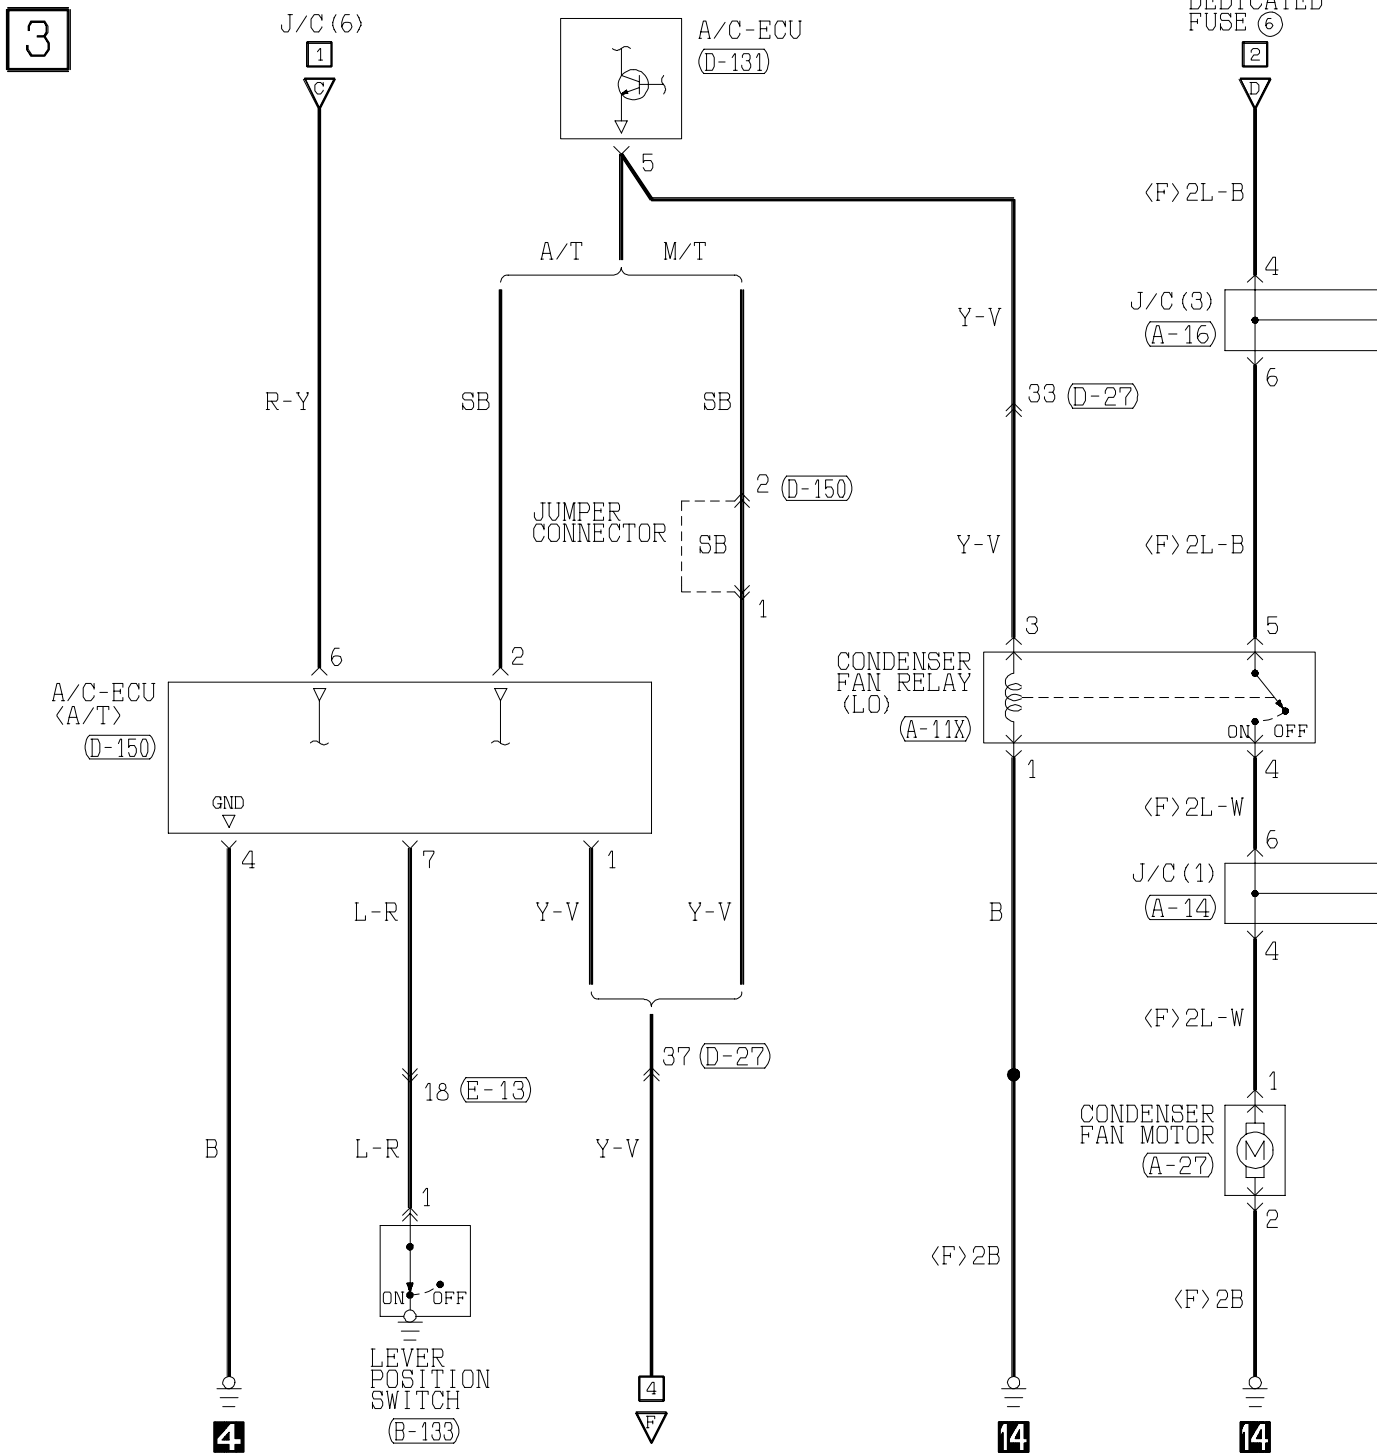 3
J/C(6)
1
C
A/C-ECU
(D-131)
5
DEDICATED
FUSE ⑥
2
D
<F>2L-B
A/T
M/T
4
J/C(3)
(A-16)
6
Y-V
33 (D-27)
R-Y
SB
SB
2 (D-150)
JUMPER
CONNECTOR
SB
1
Y-V
<F>2L-B
3
5
6
2
CONDENSER
FAN RELAY
(LO)
(A-11X)
ON
OFF
1
4
A/C-ECU
<A/T>
(D-150)
GND
4
7
1
<F>2L-W
6
J/C(1)
(A-14)
4
L-R
Y-V
Y-V
B
<F>2L-W
37 (D-27)
18 (E-13)
1
CONDENSER
FAN MOTOR
(A-27)
M
2
B
L-R
Y-V
1
ON
OFF
<F>2B
<F>2B
LEVER
POSITION
SWITCH
(B-133)
4
F
4
14
14